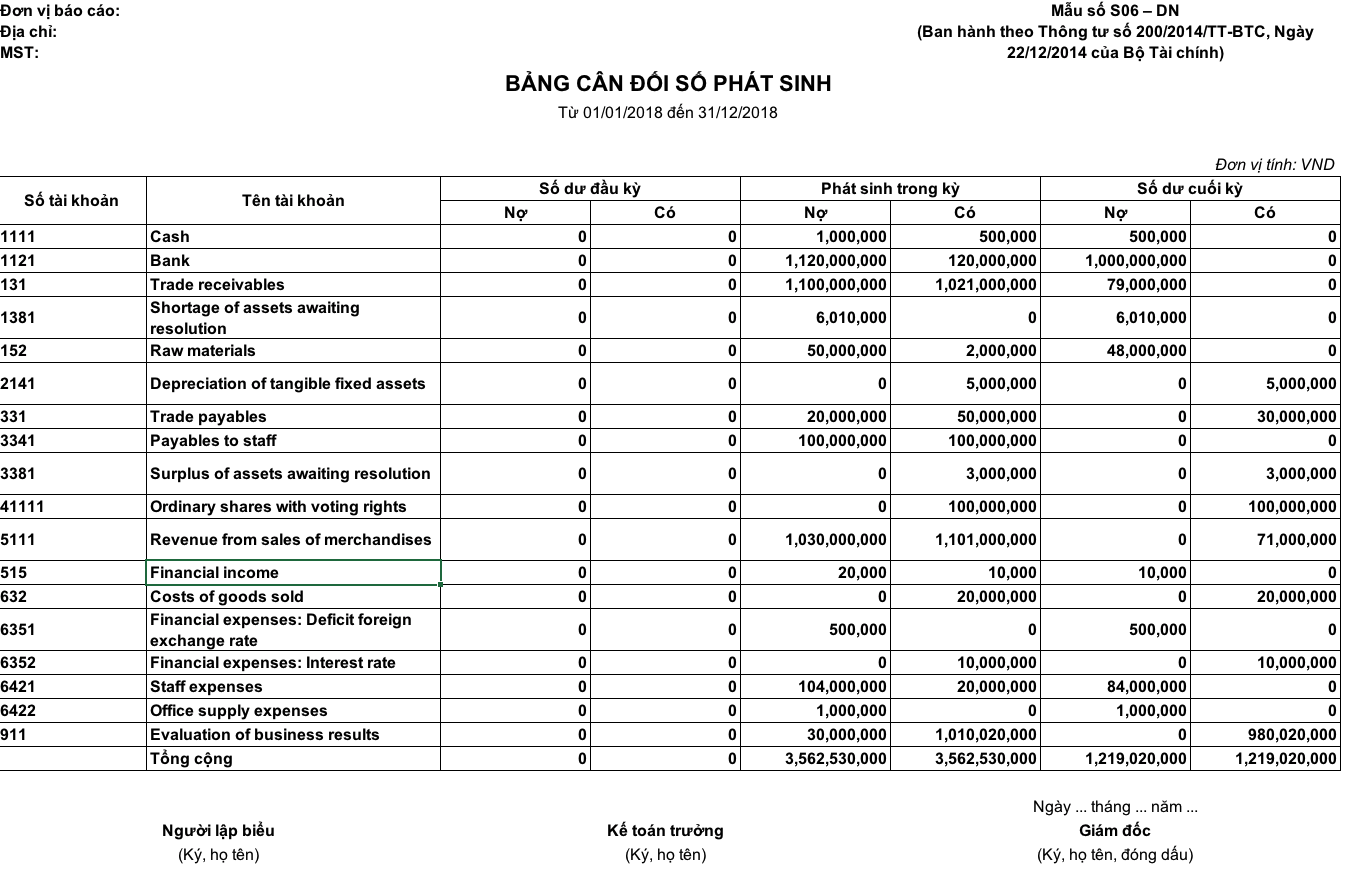 Đơn vị báo cáo:
Mẫu số S06 – DN
Địa chỉ:
(Ban hành theo Thông tư số 200/2014/TT-BTC, Ngày
MST:
22/12/2014 của Bộ Tài chính)
BẢNG CÂN ĐỐI SỐ PHÁT SINH
Từ 01/01/2018 đến 31/12/2018
Đơn vị tính: VND
Số tài khoản Tên tài khoản Số dư đầu kỳ Phát sinh trong kỳ Số dư cuối kỳ
Nợ Có Nợ Có Nợ Có
1111 Cash 0 0 1,000,000 500,000 500,000 0
1121 Bank 0 0 1,120,000,000 120,000,000 1,000,000,000 0
131 Trade receivables 0 0 1,100,000,000 1,021,000,000 79,000,000 0
1381 Shortage of assets awaiting
resolution 0 0 6,010,000 0 6,010,000 0
152 Raw materials 0 0 50,000,000 2,000,000 48,000,000 0
2141 Depreciation of tangible fixed assets 0 0 0 5,000,000 0 5,000,000
331 Trade payables 0 0 20,000,000 50,000,000 0 30,000,000
3341 Payables to staff 0 0 100,000,000 100,000,000 0 0
3381 Surplus of assets awaiting resolution 0 0 0 3,000,000 0 3,000,000
41111 Ordinary shares with voting rights 0 0 0 100,000,000 0 100,000,000
5111 Revenue from sales of merchandises 0 0 1,030,000,000 1,101,000,000 0 71,000,000
515 Financial income 0 0 20,000 10,000 10,000 0
632 Costs of goods sold 0 0 0 20,000,000 0 20,000,000
6351 Financial expenses: Deficit foreign
exchange rate 0 0 500,000 0 500,000 0
6352 Financial expenses: Interest rate 0 0 0 10,000,000 0 10,000,000
6421 Staff expenses 0 0 104,000,000 20,000,000 84,000,000 0
6422 Office supply expenses 0 0 1,000,000 0 1,000,000 0
911 Evaluation of business results 0 0 30,000,000 1,010,020,000 0 980,020,000
Tổng cộng 0 0 3,562,530,000 3,562,530,000 1,219,020,000 1,219,020,000
Ngày ... tháng ... năm ...
Người lập biểu Kế toán trưởng Giám đốc
(Ký, họ tên) (Ký, họ tên) (Ký, họ tên, đóng dấu)